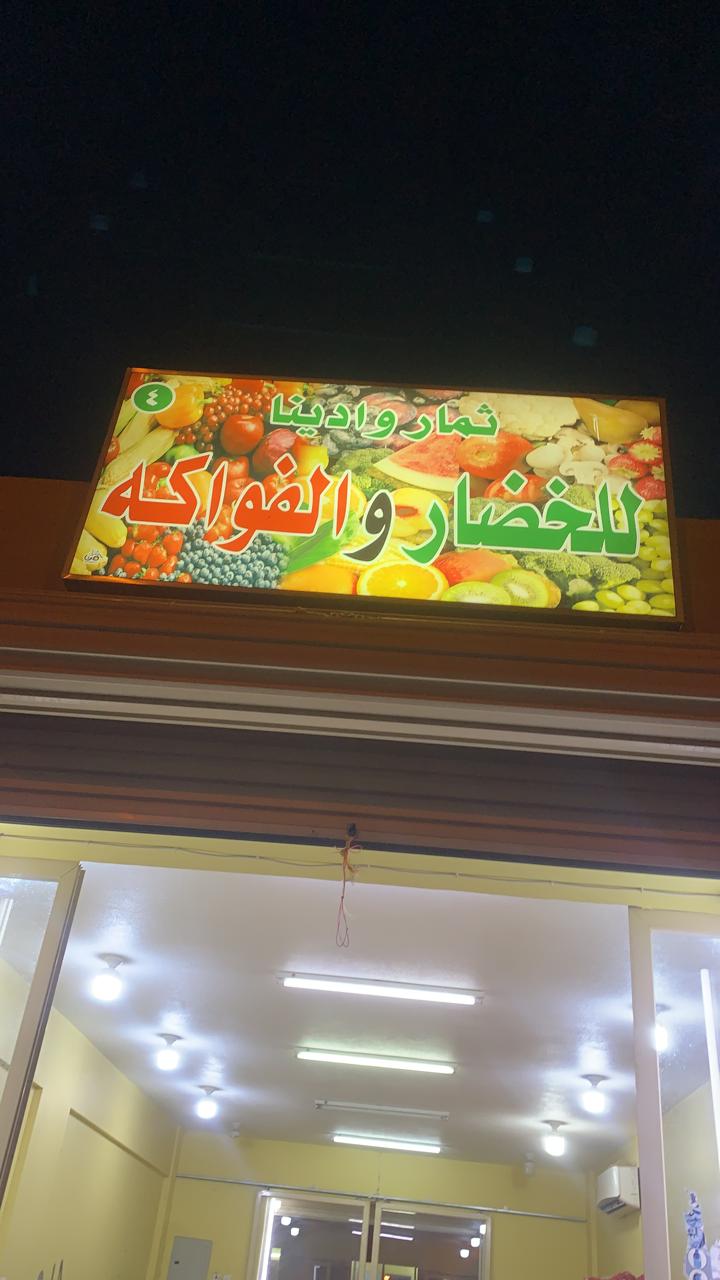 ثمار وادينا
٤
للخضار والفواكه